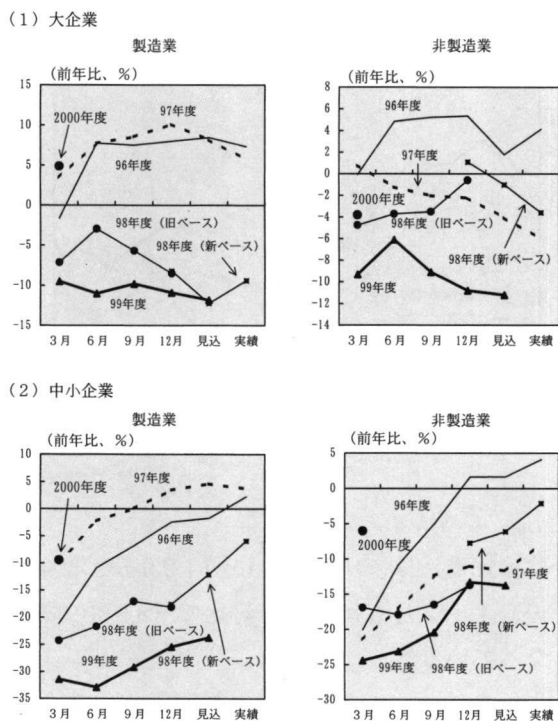 (1)大企業
製造業
(前年比、%)
15
10
5
0
-5
-10
-15
2000年度
97年度
96年度
98年度(旧ベース)
98年度(新ベース)
99年度
3月 6月 9月 12月 見込 実績
非製造業
(前年比、%)
8
6
4
2
0
-2
-4
-6
-8
-10
-12
-14
96年度
97年度
2000年度
98年度(旧ベース)
98年度(新ベース)
99年度
3月 6月 9月 12月 見込 実績
(2)中小企業
製造業
(前年比、%)
10
5
0
-5
-10
-15
-20
-25
-30
-35
2000年度
97年度
96年度
98年度(旧ベース)
99年度
98年度(新ベース)
3月 6月 9月 12月 見込 実績
非製造業
(前年比、%)
5
0
-5
-10
-15
-20
-25
-30
96年度
2000年度
97年度
98年度(新ベース)
99年度
98年度(旧ベース)
3月 6月 9月 12月 見込 実績